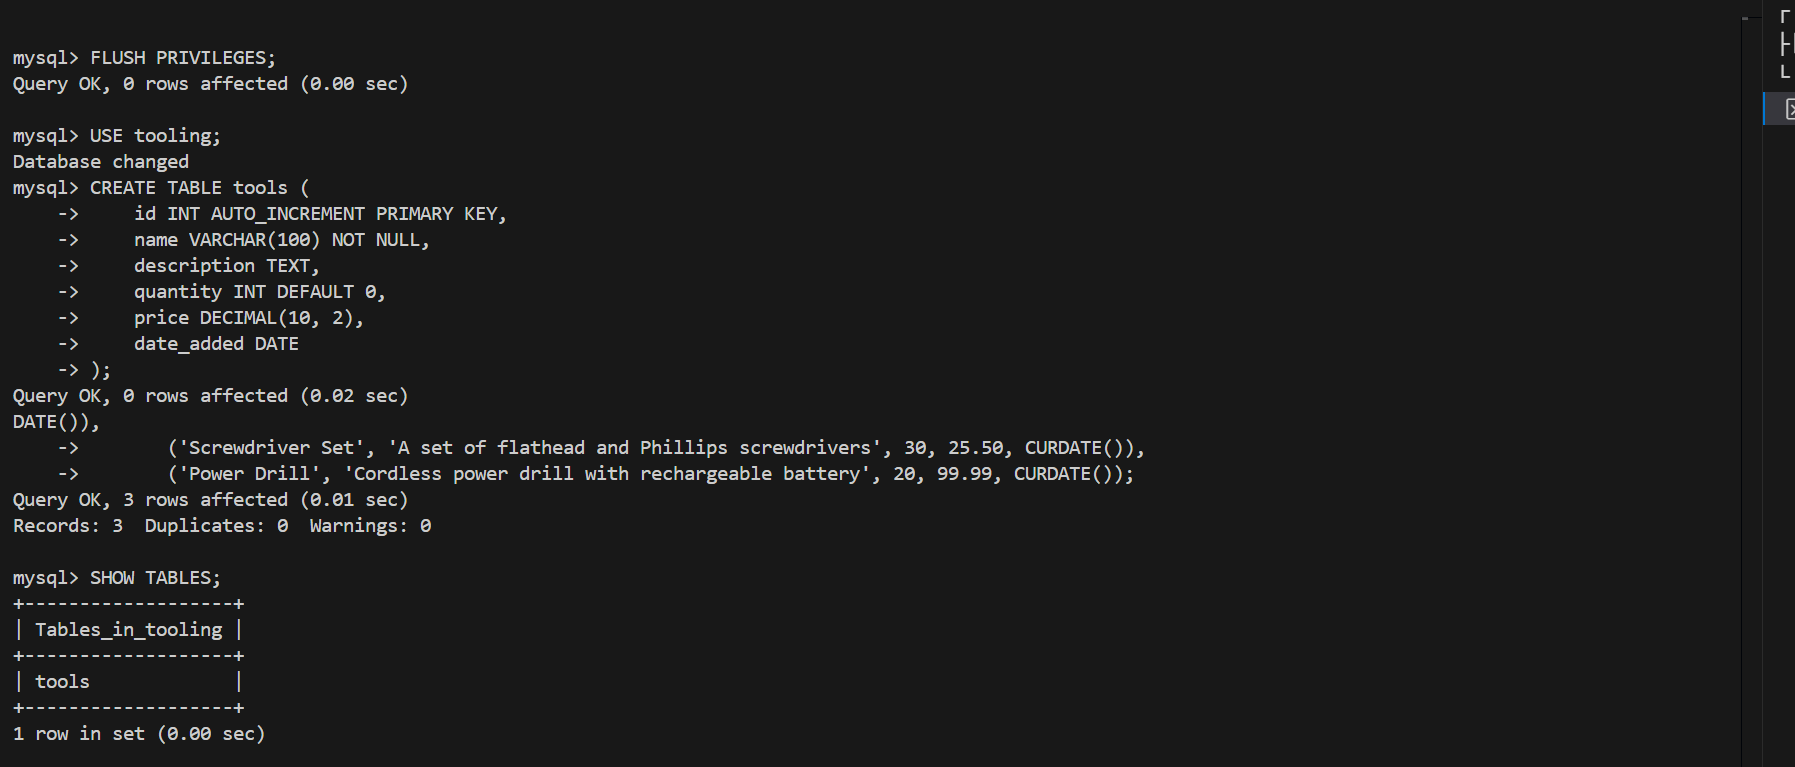 mysql> FLUSH PRIVILEGES;
Query OK, 0 rows affected (0.00 sec)
mysql> USE tooling;
Database changed
mysql> CREATE TABLE tools (
    ->     id INT AUTO_INCREMENT PRIMARY KEY,
    ->     name VARCHAR(100) NOT NULL,
    ->     description TEXT,
    ->     quantity INT DEFAULT 0,
    ->     price DECIMAL(10, 2),
    ->     date_added DATE
    -> );
Query OK, 0 rows affected (0.02 sec)
DATE()),
    ->        ('Screwdriver Set', 'A set of flathead and Phillips screwdrivers', 30, 25.50, CURDATE()),
    ->        ('Power Drill', 'Cordless power drill with rechargeable battery', 20, 99.99, CURDATE());
Query OK, 3 rows affected (0.01 sec)
Records: 3  Duplicates: 0  Warnings: 0
mysql> SHOW TABLES;
+-------------------+
| Tables_in_tooling |
+-------------------+
| tools             |
+-------------------+
1 row in set (0.00 sec)